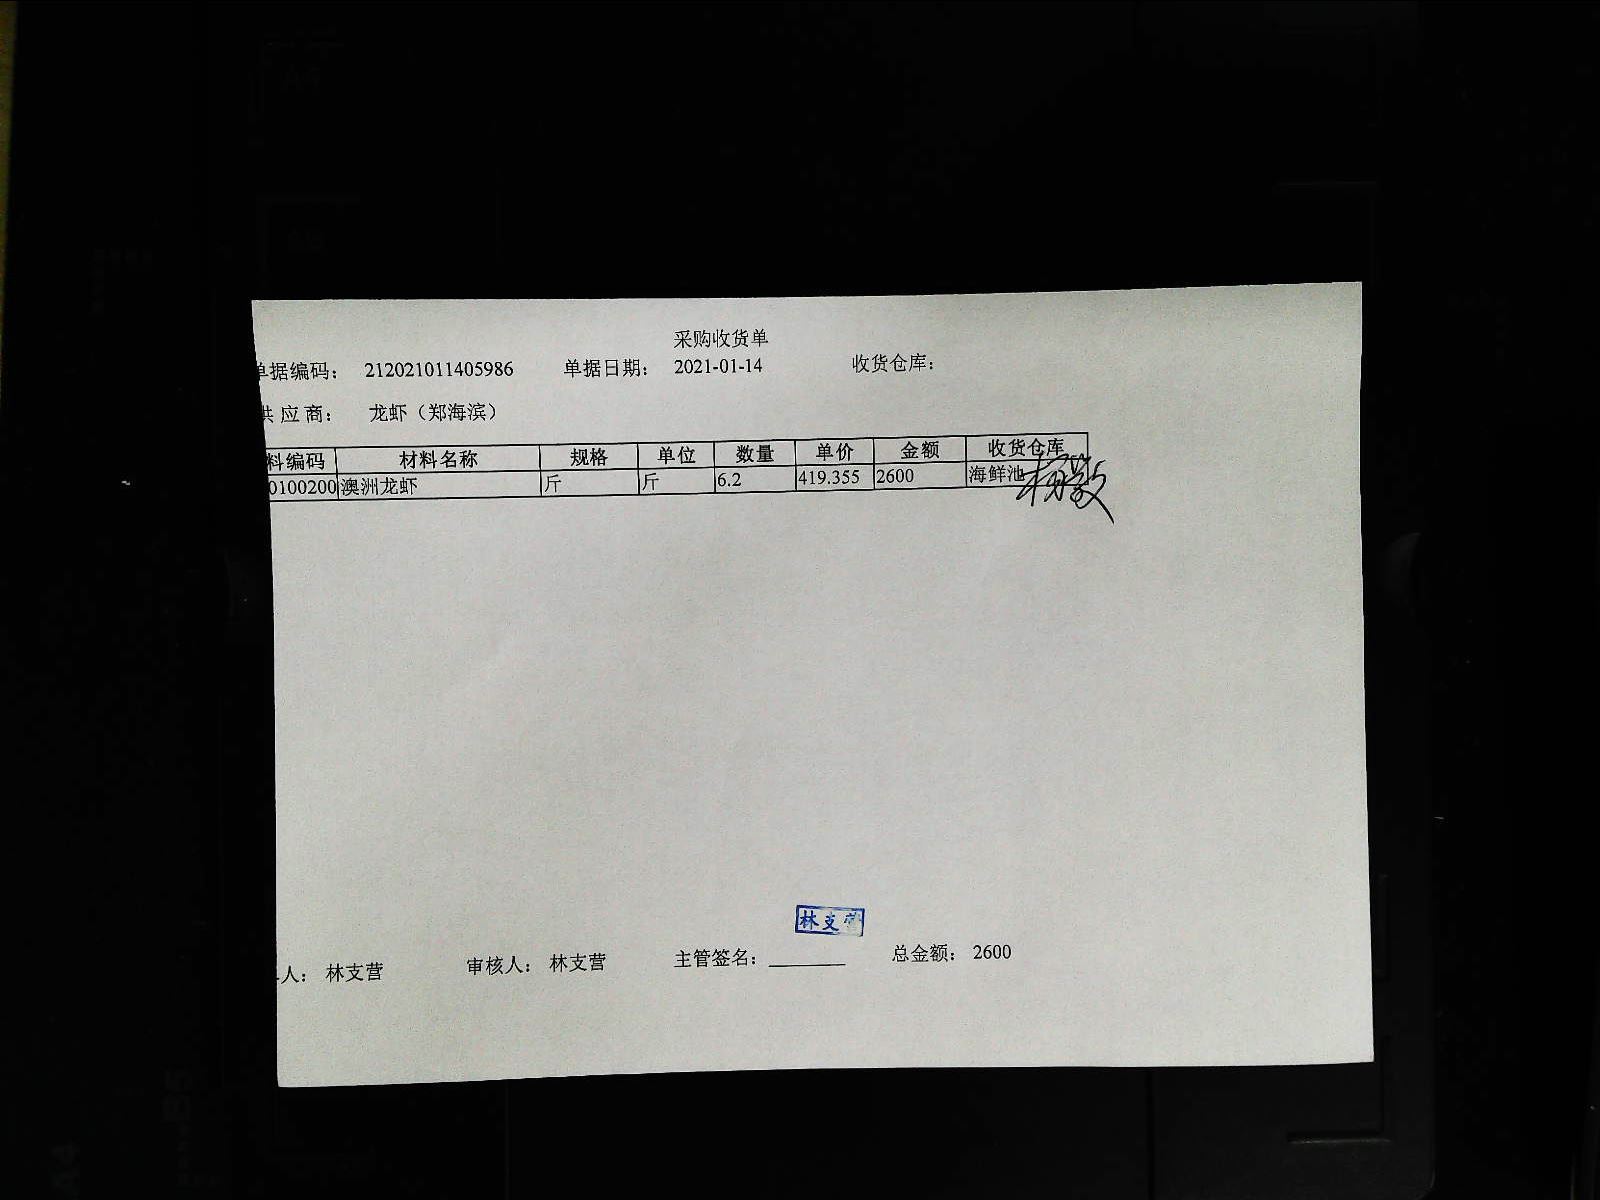 采购收货单
单据编码： 212021011405986 单据日期： 2021-01-14 收货仓库：
供应商： 龙虾（郑海滨）
料编码 材料名称 规格 单位 数量 单价 金额 收货仓库
0100200 澳洲龙虾 斤 斤 6.2 419.355 2600 海鲜池
林支营
人： 林支营 审核人： 林支营 主管签名： 总金额： 2600